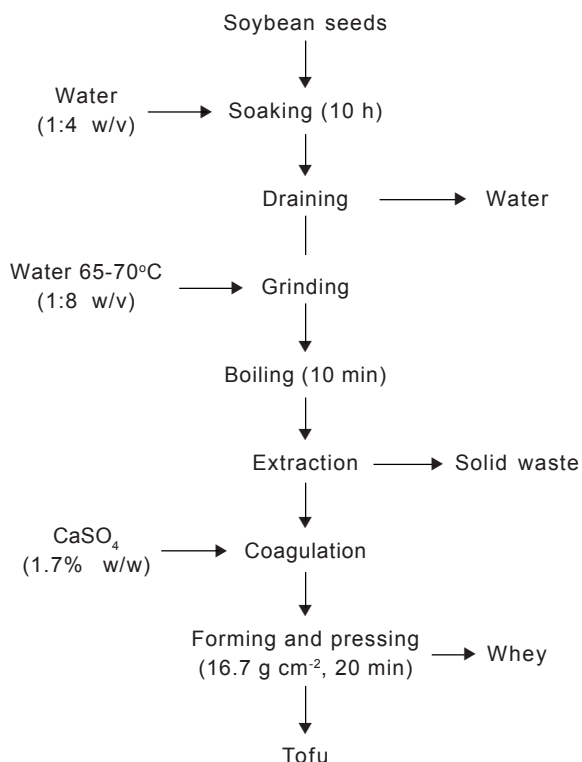 Soybean seeds
Water
(1:4 w/v)
Soaking (10 h)
Draining
Water
Water 65-70°C
(1:8 w/v)
Grinding
Boiling (10 min)
Extraction
Solid waste
CaSO₄
(1.7% w/w)
Coagulation
Forming and pressing
(16.7 g cm⁻², 20 min)
Whey
Tofu